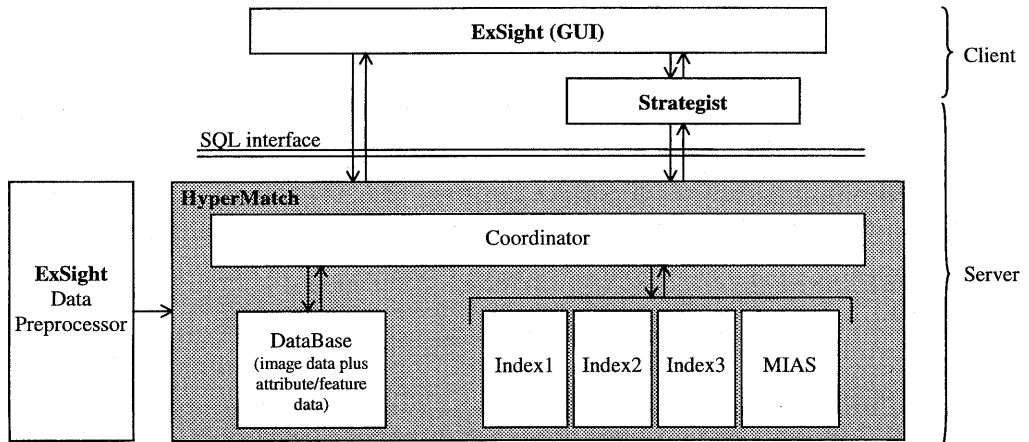 ExSight (GUI)
Client
Strategist
SQL interface
HyperMatch
Coordinator
ExSight
Data
Preprocessor
Server
DataBase
(image data plus
attribute/feature
data)
Index1
Index2
Index3
MIAS